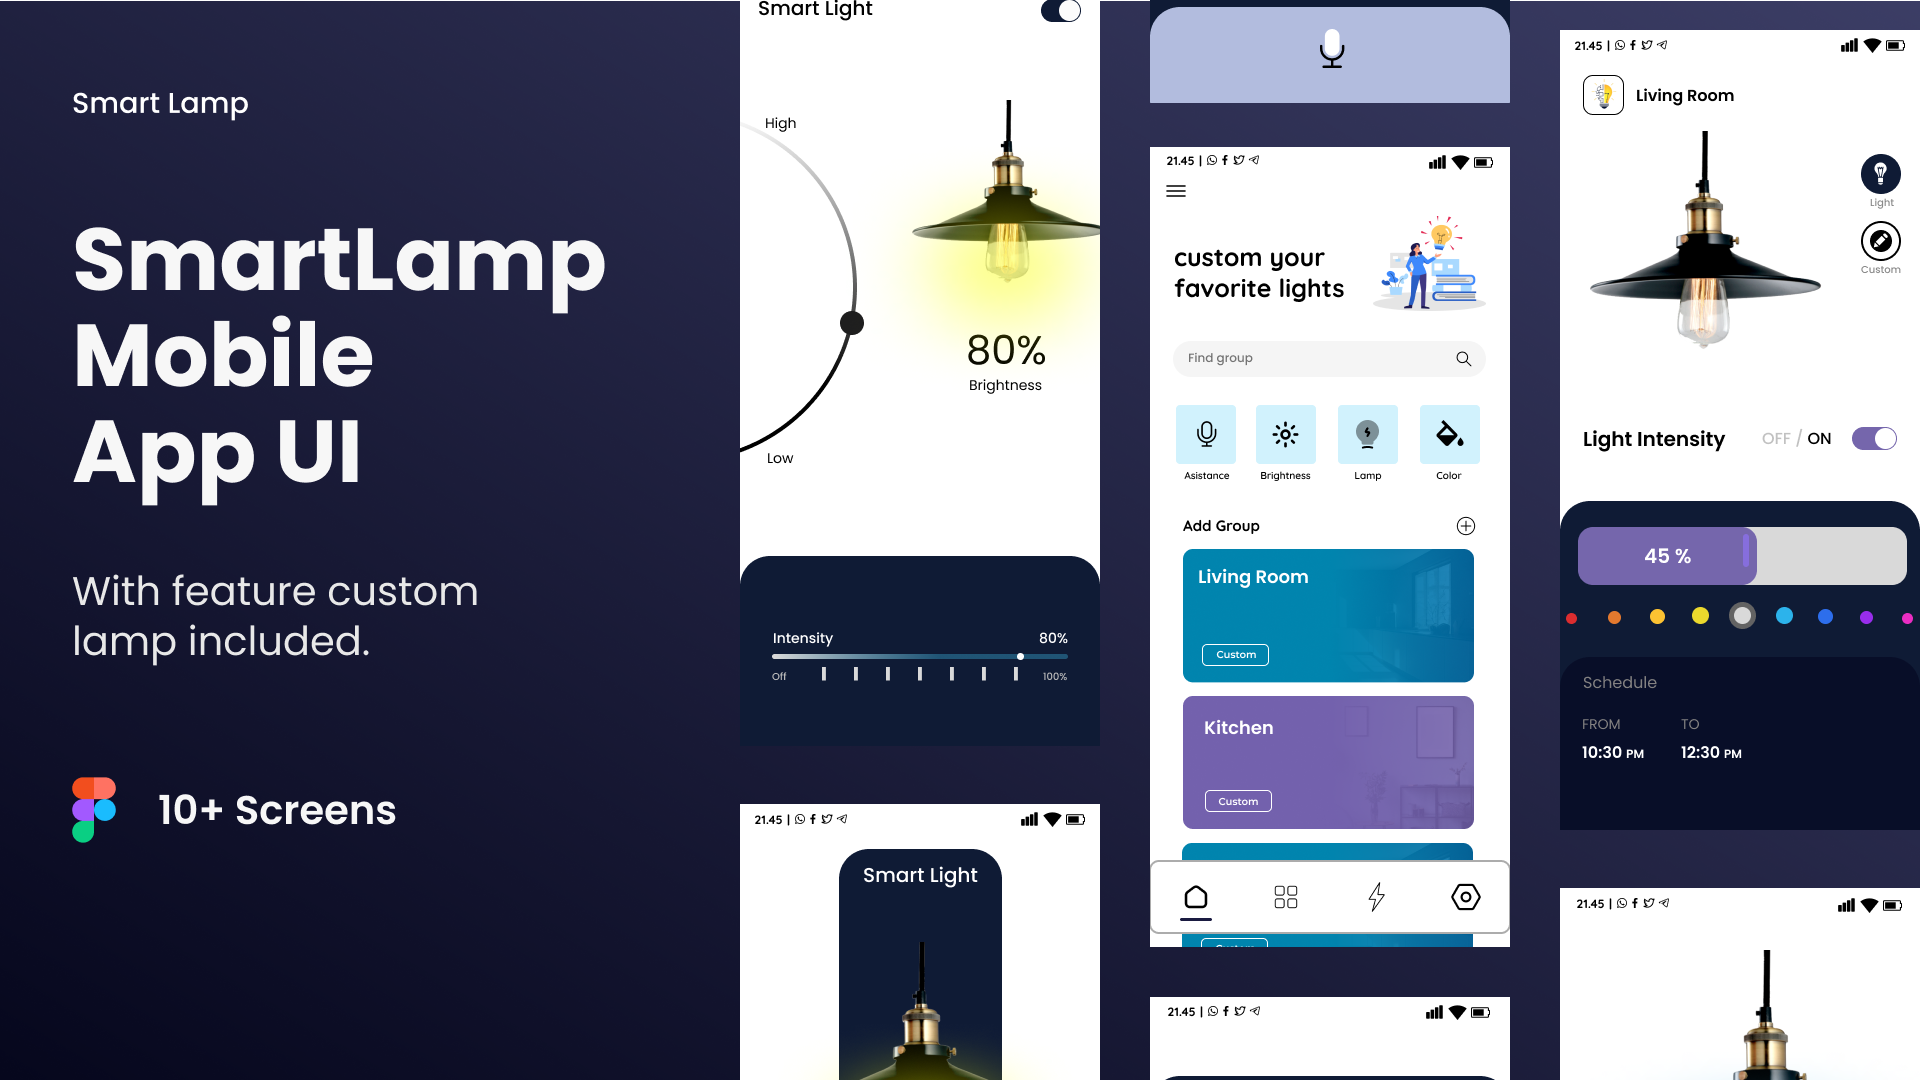 Smart Lamp
SmartLamp
Mobile
App UI
With feature custom
lamp included.
10+ Screens
Smart Light
High
80%
Brightness
Low
Intensity
80%
Off
100%
21.45 |
Smart Light
21.45 |
custom your
favorite lights
Find group
Asistance
Brightness
Lamp
Color
Add Group
Living Room
Custom
Kitchen
Custom
21.45 |
21.45 |
Living Room
Light
Custom
Light Intensity
OFF / ON
45 %
Schedule
FROM
TO
10:30 PM
12:30 PM
21.45 |